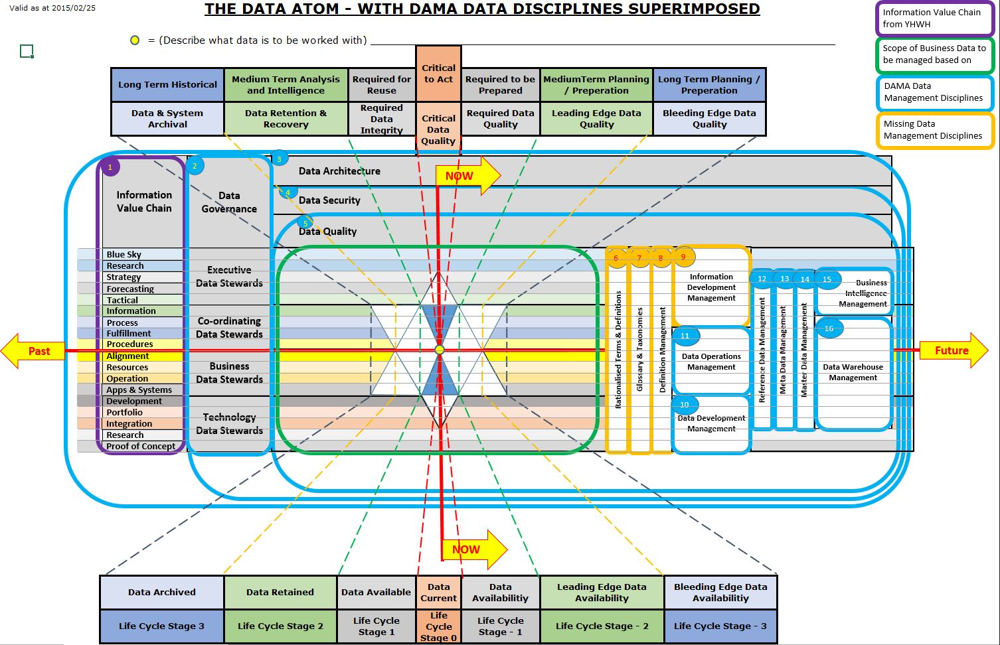 Valid as at 2015/02/25
THE DATA ATOM - WITH DAMA DATA DISCIPLINES SUPERIMPOSED
= (Describe what data is to be worked with)
Information Value Chain
from YHWH
Scope of Business Data to
be managed based on
DAMA Data
Management Disciplines
Missing Data
Management Disciplines
Long Term Historical
Medium Term Analysis
and Intelligence
Required for
Reuse
Critical
to Act
Required to be
Prepared
MediumTerm Planning
/ Preperation
Long Term Planning /
Preperation
Data & System
Archival
Data Retention &
Recovery
Required
Data
Integrity
Critical
Data
Quality
Required Data
Quality
Leading Edge Data
Quality
Bleeding Edge Data
Quality
1
Information
Value Chain
2
Data
Governance
3
Data Architecture
4
Data Security
5
Data Quality
NOW
Blue Sky
Research
Strategy
Forecasting
Tactical
Information
Process
Fulfillment
Procedures
Alignment
Resources
Operation
Apps & Systems
Development
Portfolio
Integration
Research
Proof of Concept
Executive
Data Stewards
Co-ordinating
Data Stewards
Business
Data Stewards
Technology
Data Stewards
Past
Future
6
Rationalised Terms & Definitions
7
Glossary & Taxonomies
8
Definition Management
9
Information
Development
Management
11
Data Operations
Management
10
Data Development
Management
12
Reference Data Management
13
Meta Data Management
14
Master Data Management
15
Business
Intelligence
Management
16
Data Warehouse
Management
NOW
Data Archived
Data Retained
Data Available
Data
Current
Data
Availabilitiy
Leading Edge Data
Availability
Bleeding Edge Data
Availabilitiy
Life Cycle Stage 3
Life Cycle Stage 2
Life Cycle
Stage 1
Life
Cycle
Stage 0
Life Cycle
Stage - 1
Life Cycle Stage - 2
Life Cycle Stage - 3